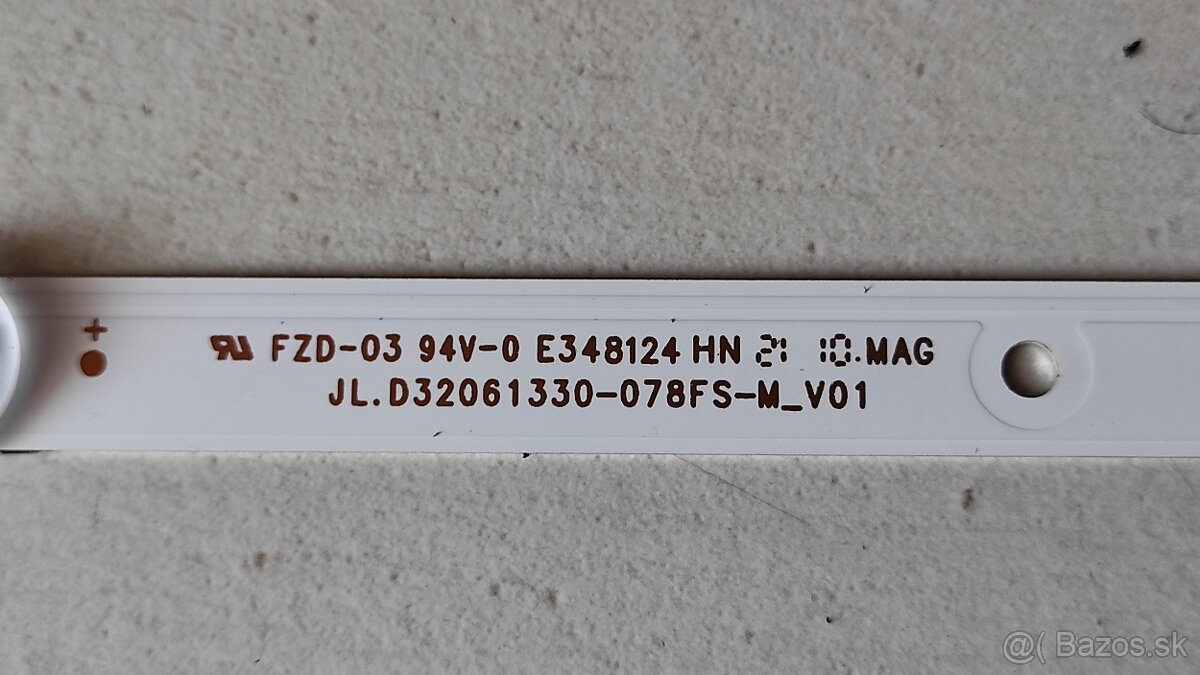 +
FZD-03 94V-0 E348124 HN 21 10.MAG
JL.D32061330-078FS-M_V01
@( Bazos.sk